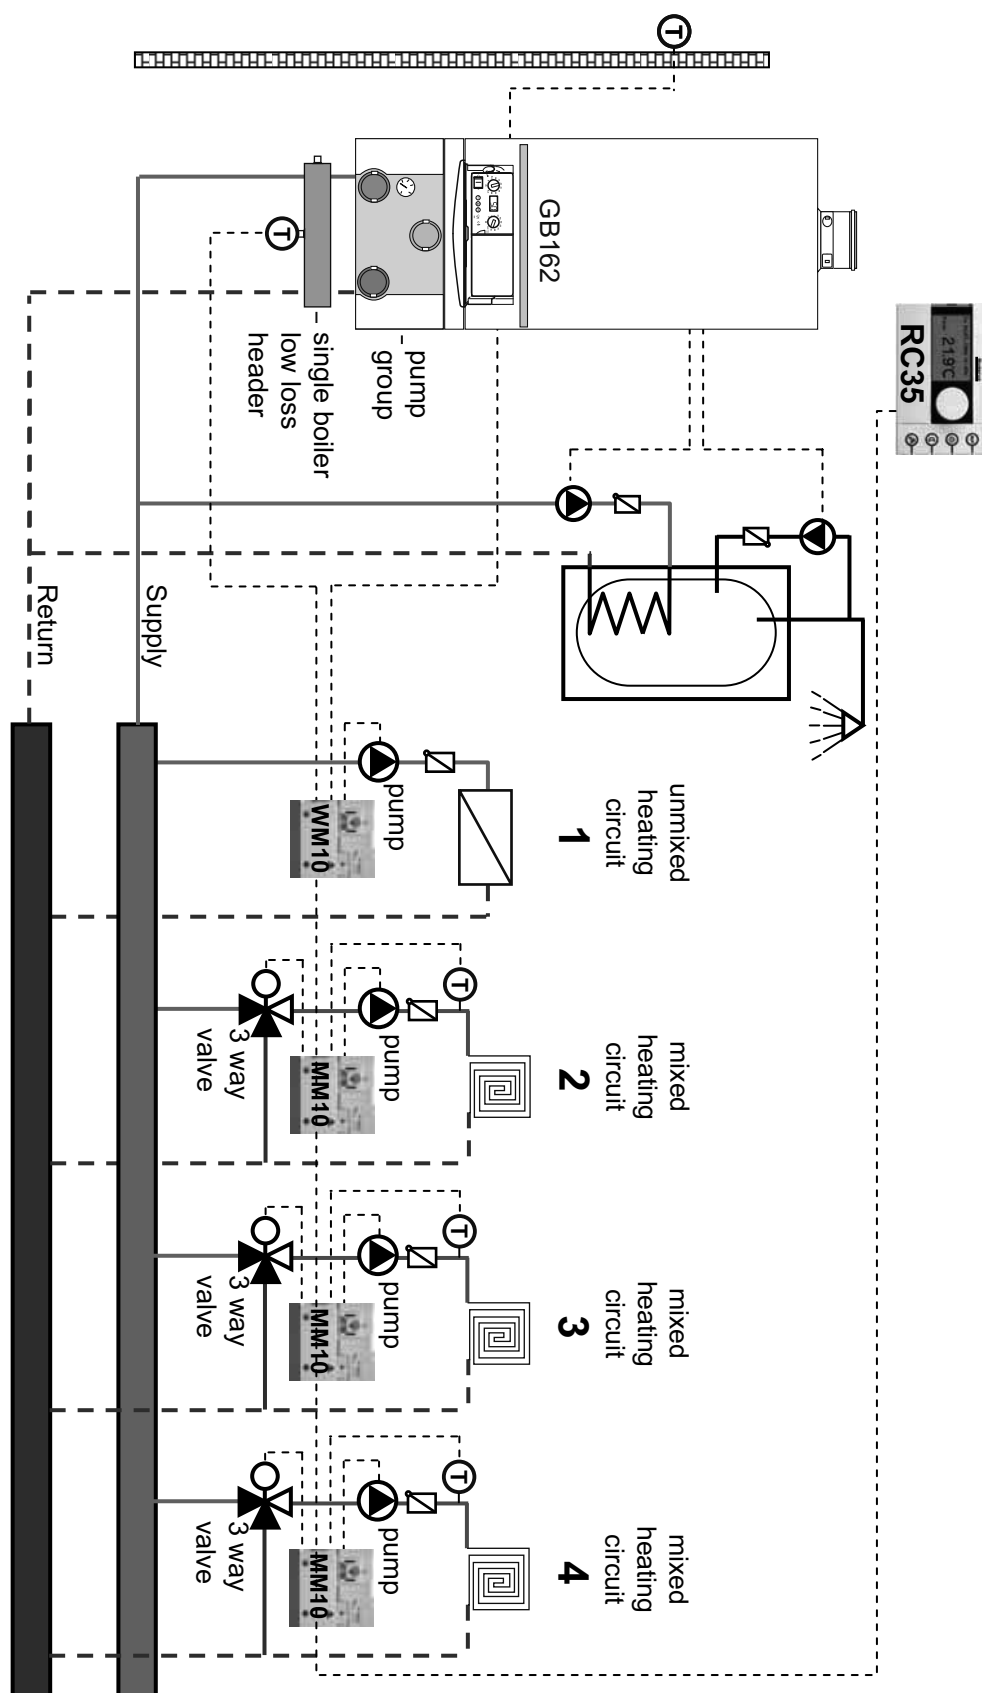 T
GB162
T
single boiler
low loss
header
pump
group
RC35
21.9°C
Supply
Return
unmixed
heating
circuit
1
pump
WM10
mixed
heating
circuit
2
T
pump
MM10
3 way
valve
mixed
heating
circuit
3
T
pump
MM10
3 way
valve
mixed
heating
circuit
4
T
pump
MM10
3 way
valve